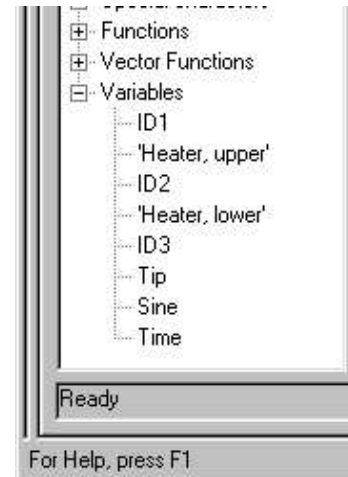 Functions
Vector Functions
Variables
ID1
'Heater, upper'
ID2
'Heater, lower'
ID3
Tip
Sine
Time
Ready
For Help, press F1